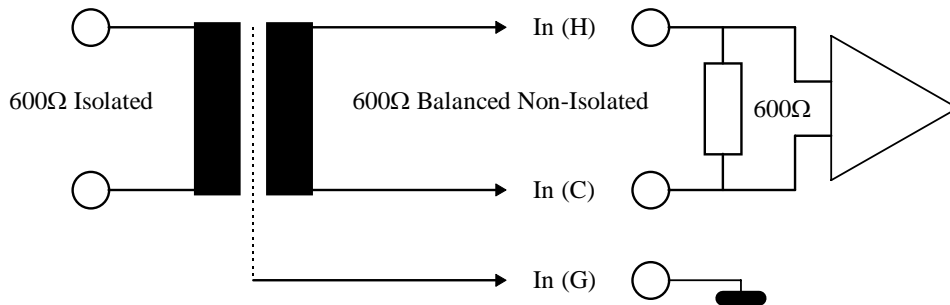 In (H)
600Ω Isolated
600Ω Balanced Non-Isolated
600Ω
In (C)
In (G)